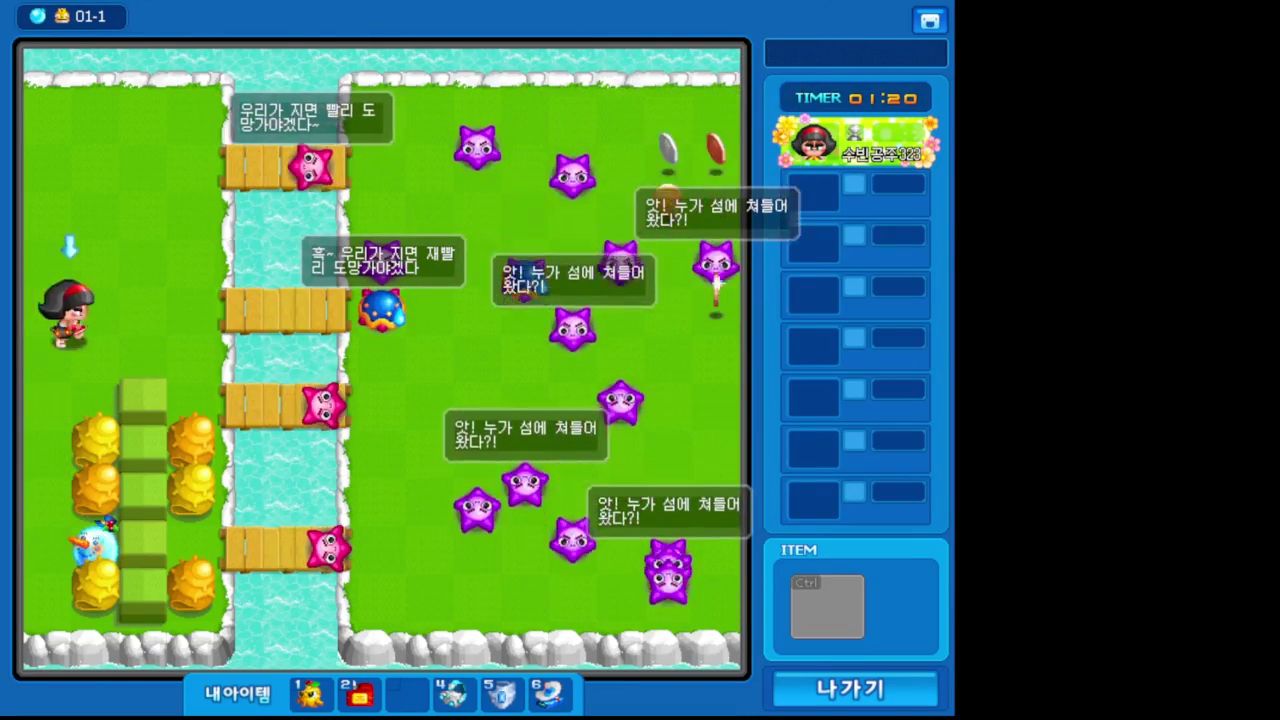 01-1
우리가 지면 빨리 도
망가야겠다~
TIMER 01:20
수빈공주323
앗! 누가 섬에 쳐들어
왔다?!
흑~ 우리가 지면 재빨
리 도망가야겠다
앗! 누가 섬에 쳐들어
왔다?!
앗! 누가 섬에 쳐들어
왔다?!
앗! 누가 섬에 쳐들어
왔다?!
ITEM
Ctrl
내아이템
1
2
4
5
6
나가기